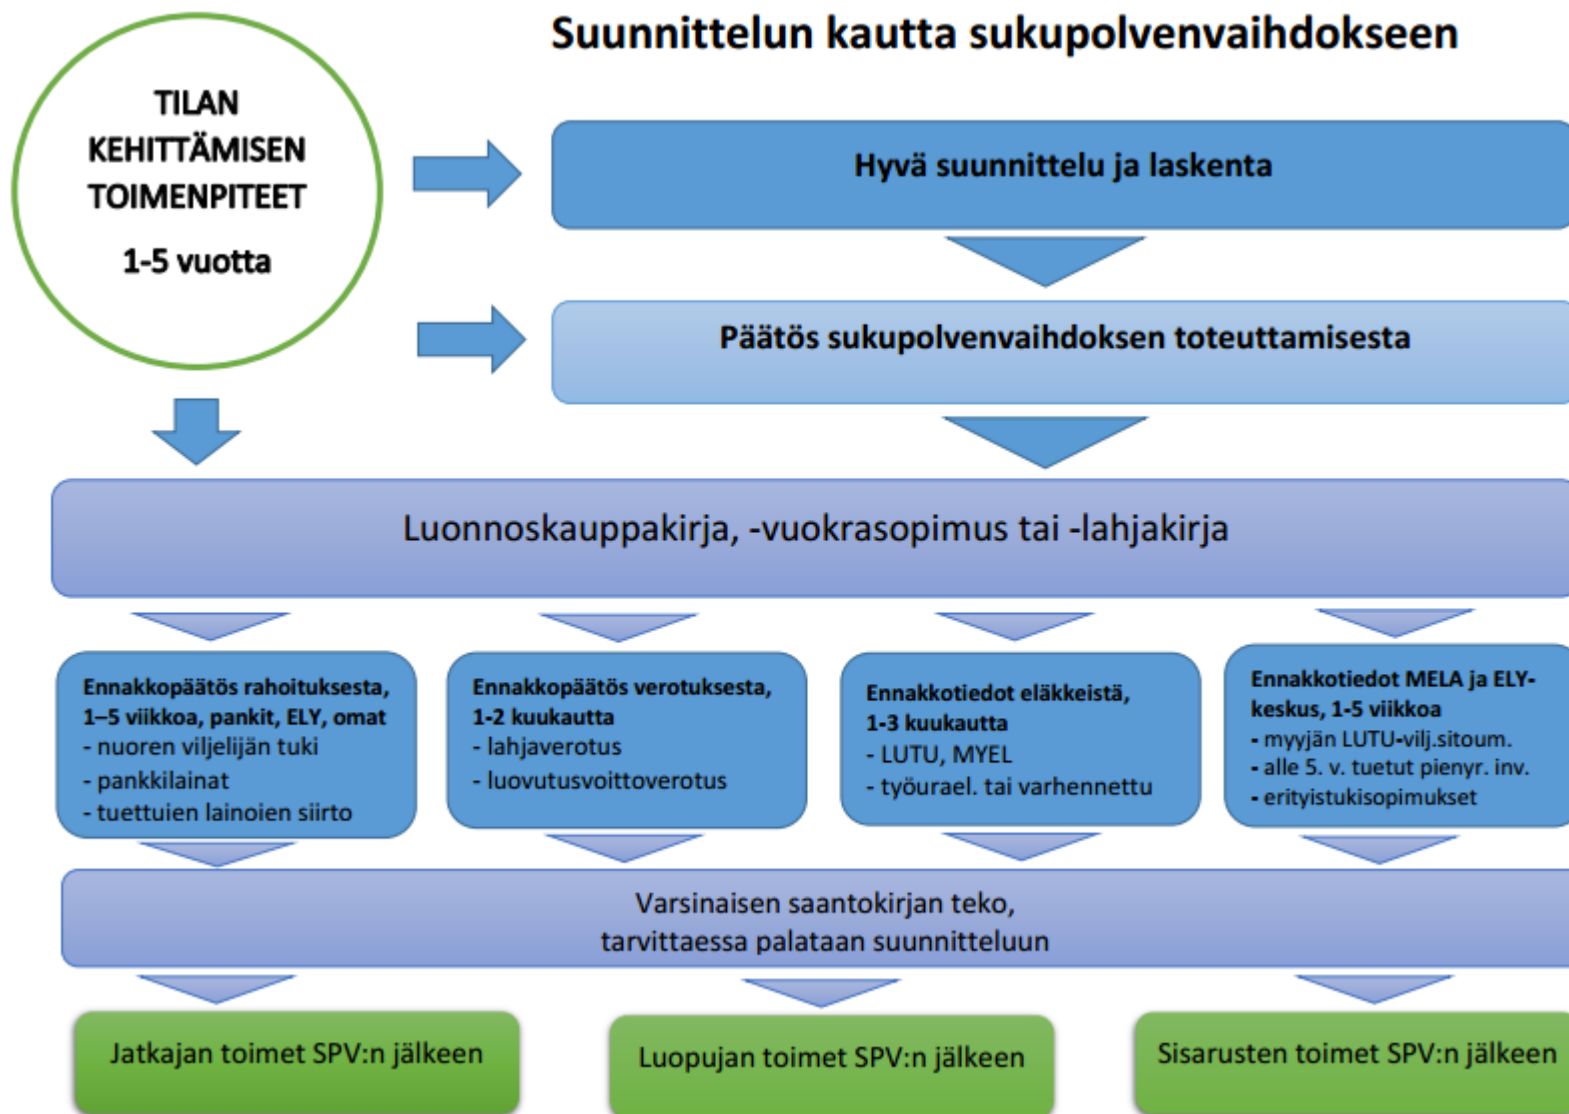 Suunnittelun kautta sukupolvenvaihdokseen
TILAN
KEHITTÄMISEN
TOIMENPITEET
1-5 vuotta
Hyvä suunnittelu ja laskenta
Päätös sukupolvenvaihdoksen toteuttamisesta
Luonnoskauppakirja, -vuokrasopimus tai -lahjakirja
Ennakkopäätös rahoituksesta,
1–5 viikkoa, pankit, ELY, omat
- nuoren viljelijän tuki
- pankkilainat
- tuettuien lainoien siirto
Ennakkopäätös verotuksesta,
1-2 kuukautta
- lahjaverotus
- luovutusvoittoverotus
Ennakkotiedot eläkkeistä,
1-3 kuukautta
- LUTU, MYEL
- työurael. tai varhennettu
Ennakkotiedot MELA ja ELY-
keskus, 1-5 viikkoa
- myyjän LUTU-vilj.sitoum.
- alle 5. v. tuetut pienyr. inv.
- erityistukisopimukset
Varsinaisen saantokirjan teko,
tarvittaessa palataan suunnitteluun
Jatkajan toimet SPV:n jälkeen
Luopujan toimet SPV:n jälkeen
Sisarusten toimet SPV:n jälkeen